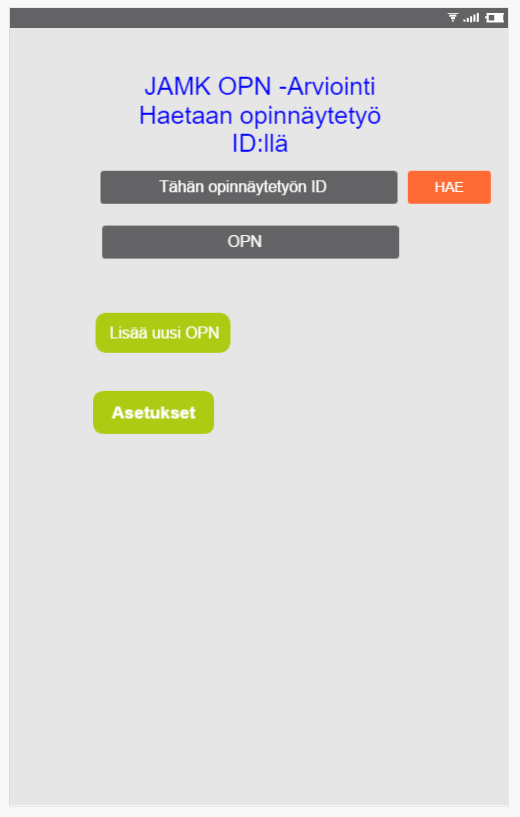 JAMK OPN -Arviointi
Haetaan opinnäytetyö
ID:llä
Tähän opinnäytetyön ID
HAE
OPN
Lisää uusi OPN
Asetukset